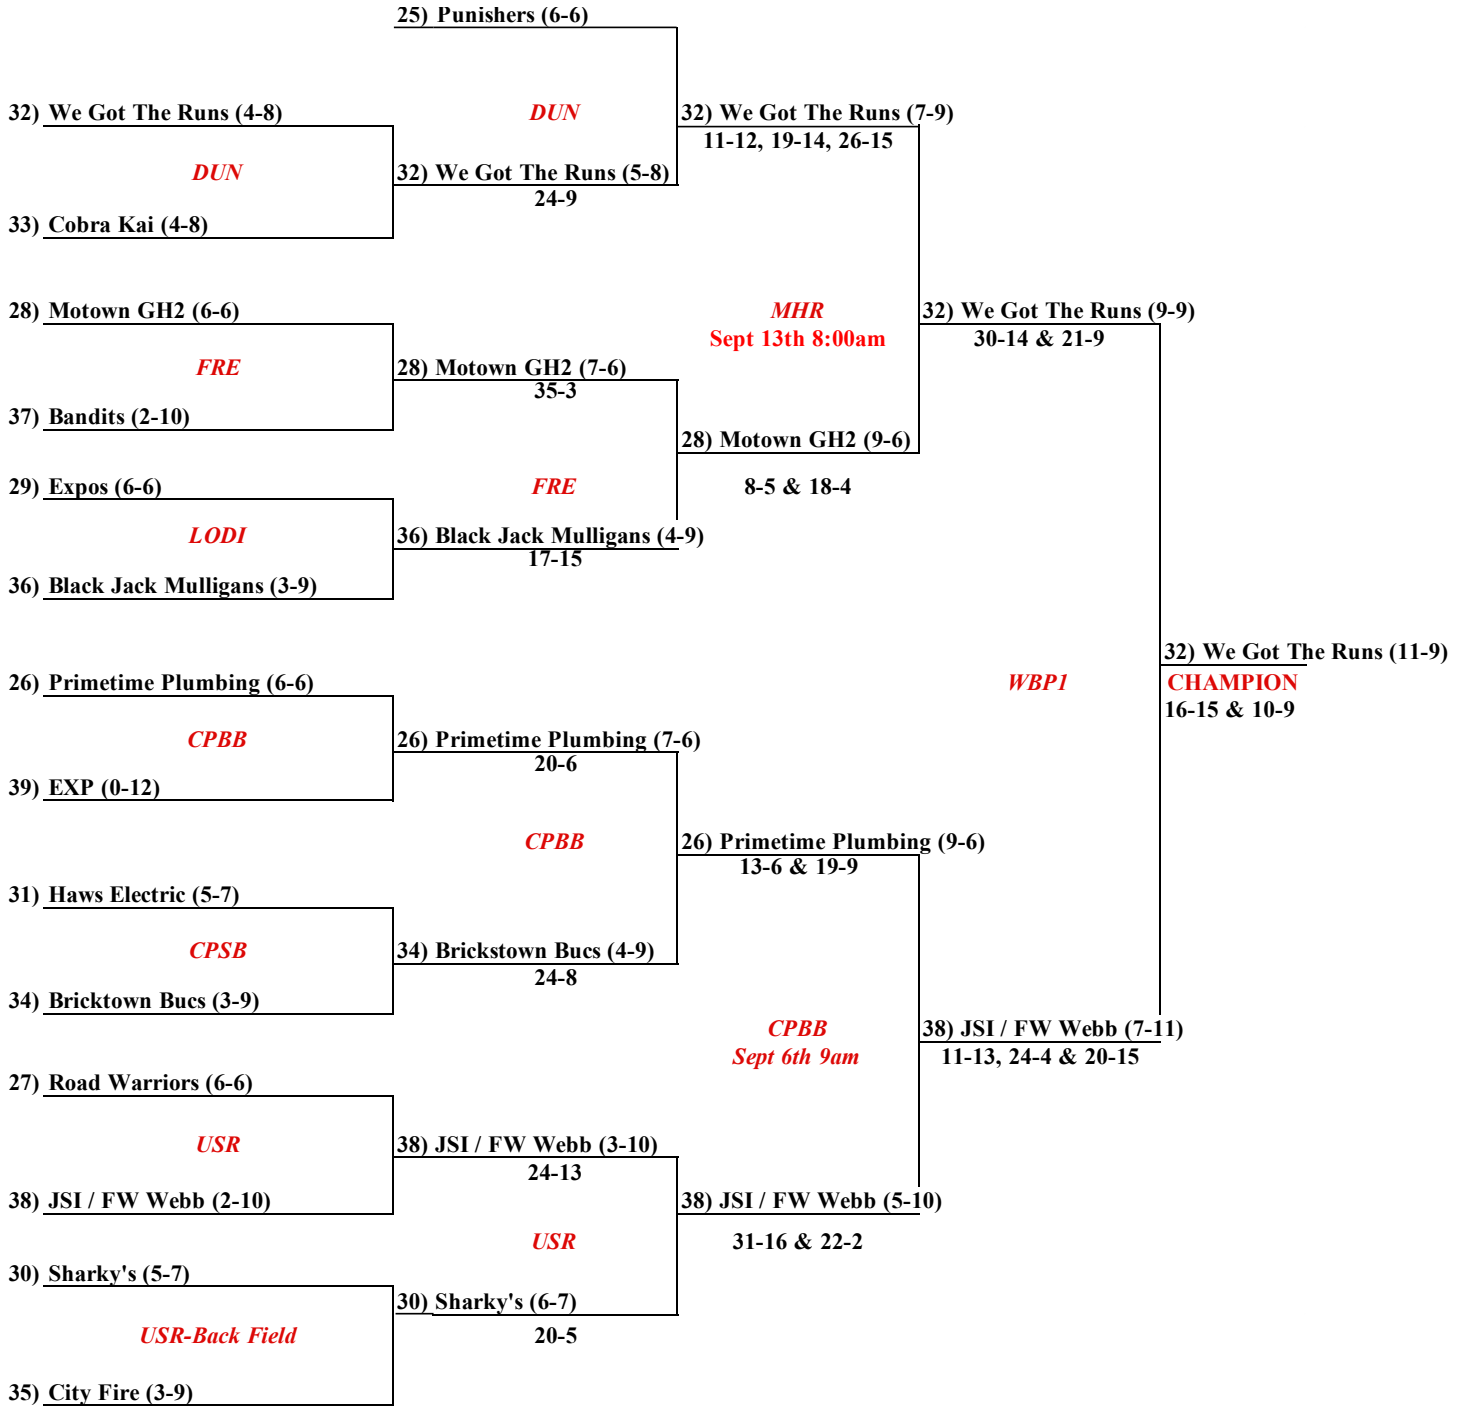 25) Punishers (6-6)
32) We Got The Runs (4-8)
DUN
32) We Got The Runs (7-9)
11-12, 19-14, 26-15
DUN
32) We Got The Runs (5-8)
24-9
33) Cobra Kai (4-8)
28) Motown GH2 (6-6)
MHR
Sept 13th 8:00am
32) We Got The Runs (9-9)
30-14 & 21-9
FRE
28) Motown GH2 (7-6)
35-3
37) Bandits (2-10)
28) Motown GH2 (9-6)
29) Expos (6-6)
FRE
8-5 & 18-4
LODI
36) Black Jack Mulligans (4-9)
17-15
36) Black Jack Mulligans (3-9)
32) We Got The Runs (11-9)
26) Primetime Plumbing (6-6)
WBP1
CHAMPION
16-15 & 10-9
CPBB
26) Primetime Plumbing (7-6)
20-6
39) EXP (0-12)
CPBB
26) Primetime Plumbing (9-6)
13-6 & 19-9
31) Haws Electric (5-7)
CPSB
34) Brickstown Bucs (4-9)
24-8
34) Bricktown Bucs (3-9)
CPBB
Sept 6th 9am
38) JSI / FW Webb (7-11)
11-13, 24-4 & 20-15
27) Road Warriors (6-6)
USR
38) JSI / FW Webb (3-10)
24-13
38) JSI / FW Webb (2-10)
38) JSI / FW Webb (5-10)
USR
31-16 & 22-2
30) Sharky's (5-7)
30) Sharky's (6-7)
USR-Back Field
20-5
35) City Fire (3-9)